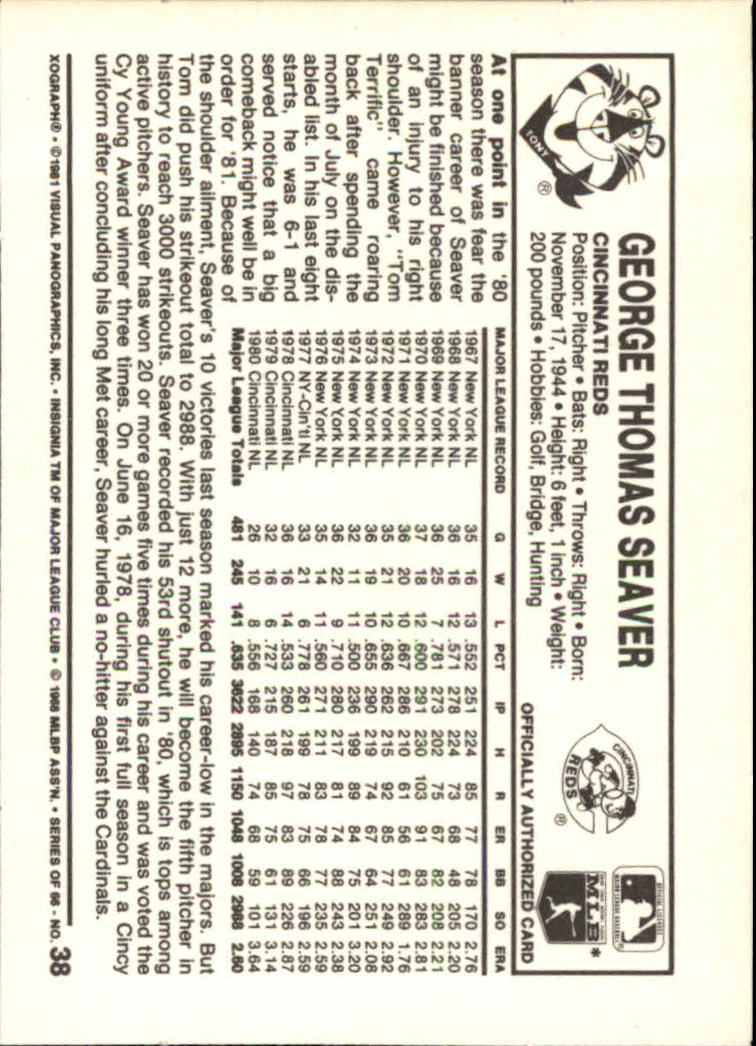 TONY
®
GEORGE THOMAS SEAVER
CINCINNATI REDS
Position: Pitcher • Bats: Right • Throws: Right • Born:
November 17, 1944 • Height: 6 feet, 1 inch • Weight:
200 pounds • Hobbies: Golf, Bridge, Hunting
CINCINNATI
REDS
®
MLB*
OFFICIALLY AUTHORIZED CARD
At one point in the '80
season there was fear the
banner career of Seaver
might be finished because
of an injury to his right
shoulder. However, "Tom
Terrific" came roaring
back after spending the
month of July on the dis-
abled list. In his last eight
starts, he was 6-1 and
served notice that a big
comeback might well be in
order for '81. Because of
MAJOR LEAGUE RECORD G W L PCT IP H R ER BB SO ERA
1967 New York NL 35 16 13 .552 251 224 85 77 78 170 2.76
1968 New York NL 36 16 12 .571 278 224 73 68 48 205 2.20
1969 New York NL 36 25 7 .781 273 202 75 67 82 208 2.21
1970 New York NL 37 18 12 .600 291 230 103 91 83 283 2.81
1971 New York NL 36 20 10 .667 286 210 61 56 61 289 1.76
1972 New York NL 35 21 12 .636 262 215 92 85 77 249 2.92
1973 New York NL 36 19 10 .655 290 219 74 67 64 251 2.08
1974 New York NL 32 11 11 .500 236 199 89 84 75 201 3.20
1975 New York NL 36 22 9 .710 280 217 81 74 88 243 2.38
1976 New York NL 35 14 11 .560 271 211 83 78 77 235 2.59
1977 NY-Cin'ti NL 33 21 6 .778 261 199 78 75 66 196 2.59
1978 Cincinnati NL 36 16 14 .533 260 218 97 83 89 226 2.87
1979 Cincinnati NL 32 16 6 .727 215 187 85 75 61 131 3.14
1980 Cincinnati NL 26 10 8 .556 168 140 74 68 59 101 3.64
Major League Totals 481 245 141 .635 3622 2895 1150 1048 1008 2988 2.60
the shoulder ailment, Seaver's 10 victories last season marked his career-low in the majors. But
Tom did push his strikeout total to 2988. With just 12 more, he will become the fifth pitcher in
history to reach 3000 strikeouts. Seaver recorded his 53rd shutout in '80, which is tops among
active pitchers. Seaver has won 20 or more games five times during his career and was voted the
Cy Young Award winner three times. On June 16, 1978, during his first full season in a Cincy
uniform after concluding his long Met career, Seaver hurled a no-hitter against the Cardinals.
XOGRAPH® • ©1981 VISUAL PANOGRAPHICS, INC. • INSIGNIA TM OF MAJOR LEAGUE CLUB • © 1968 MLBP ASS'N. • SERIES OF 66 - NO. 38